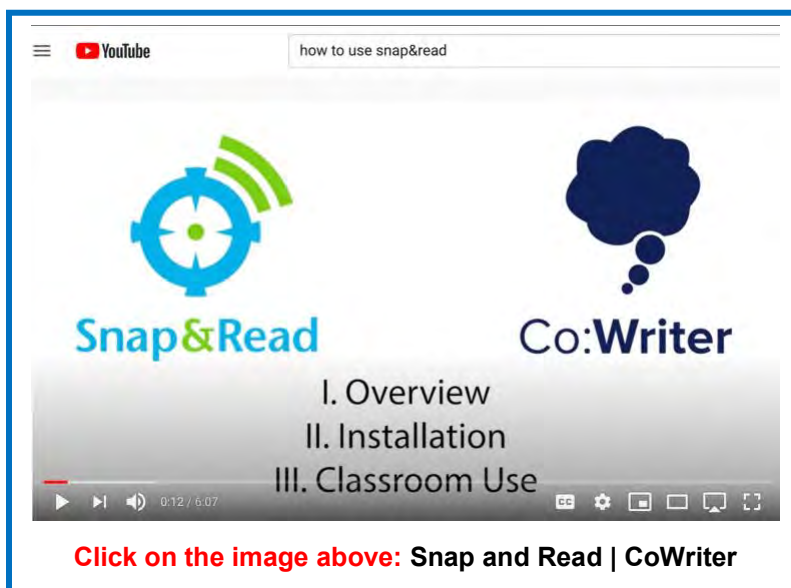 YouTube
how to use snap&read
Snap&Read
Co:Writer
I. Overview
II. Installation
III. Classroom Use
0:12 / 6:07
CC
Click on the image above: Snap and Read | CoWriter